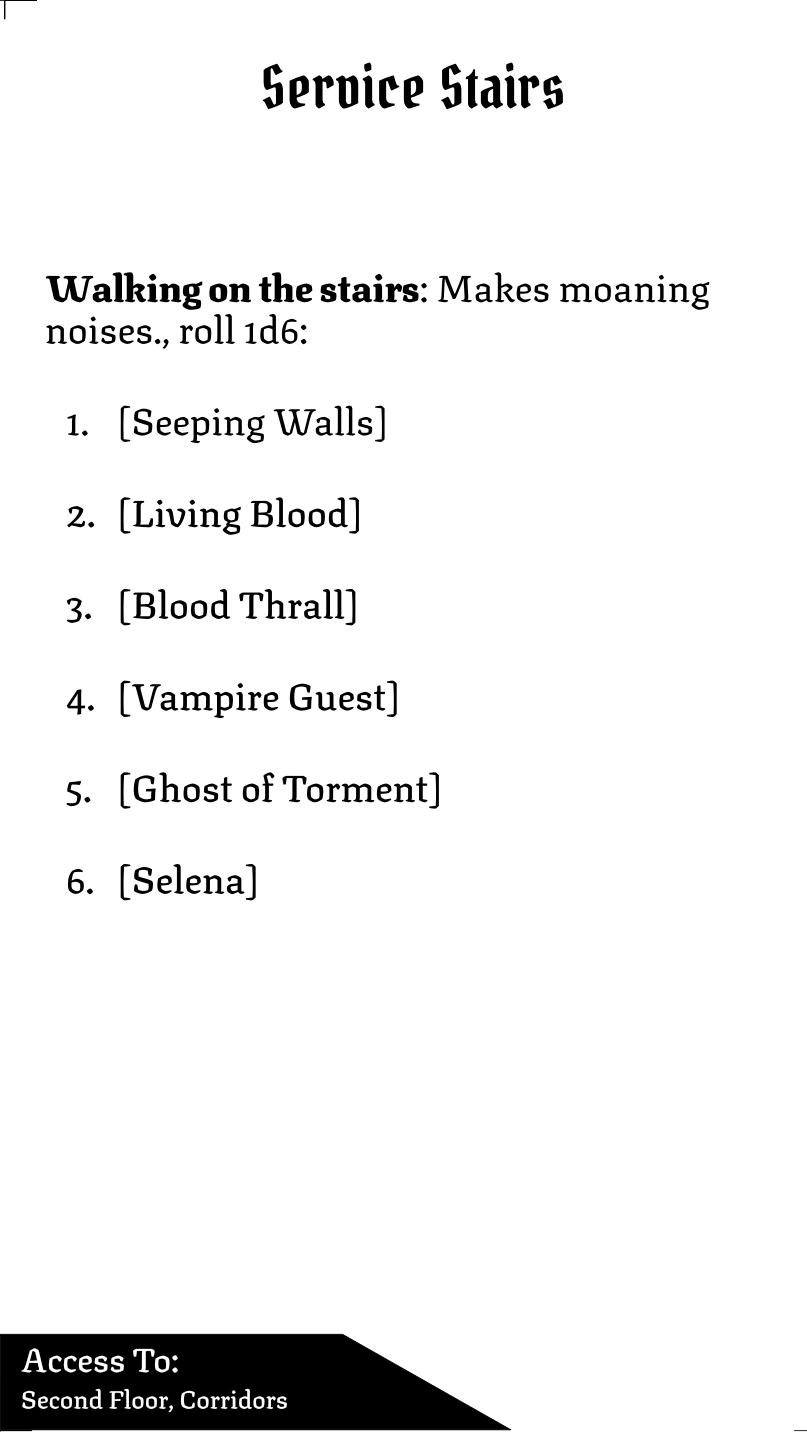 Service Stairs
Walking on the stairs: Makes moaning
noises., roll 1d6:
1. [Seeping Walls]
2. [Living Blood]
3. [Blood Thrall]
4. [Vampire Guest]
5. [Ghost of Torment]
6. [Selena]
Access To:
Second Floor, Corridors